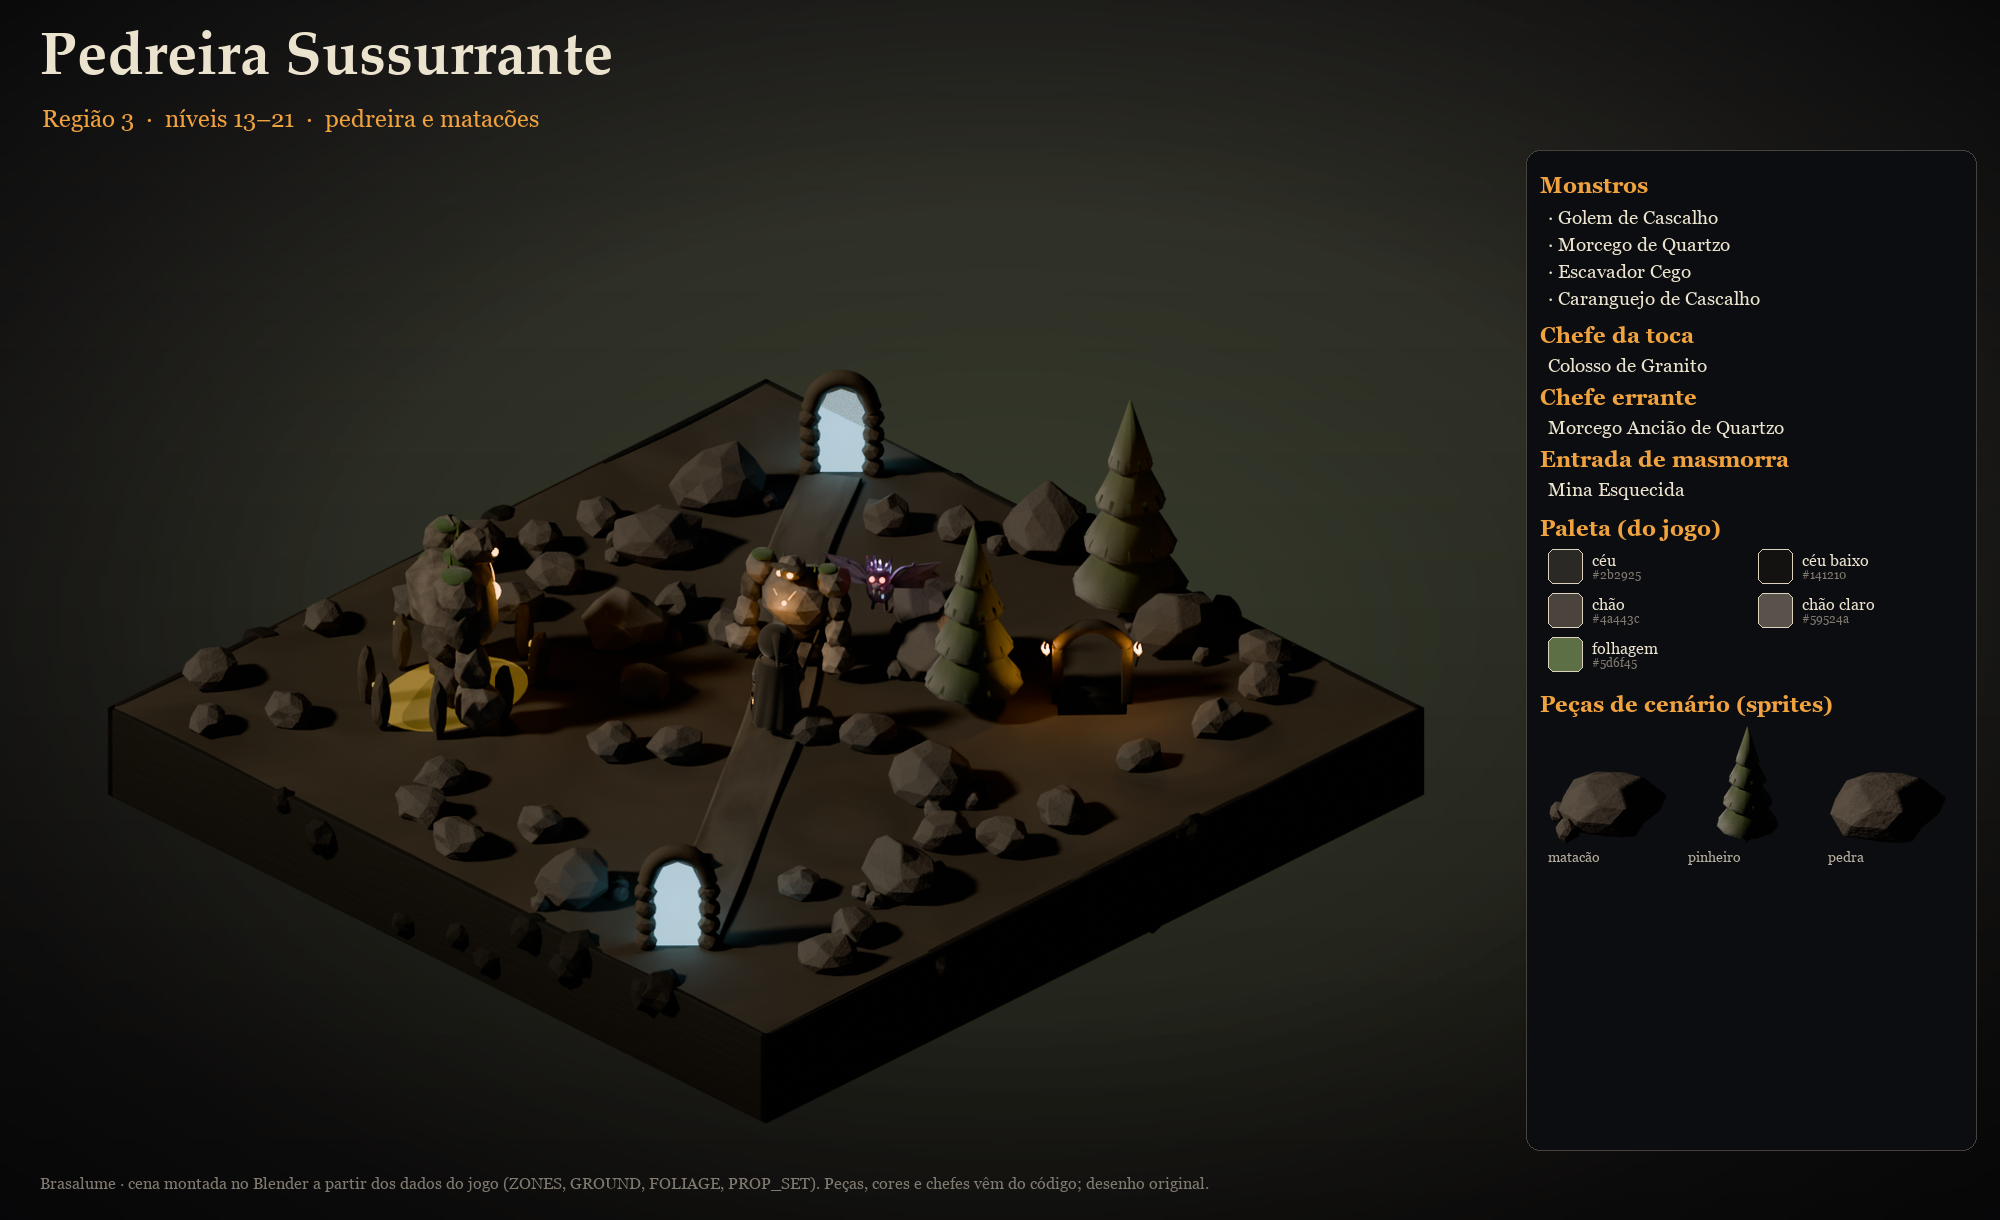 Pedreira Sussurrante
Região 3 · níveis 13–21 · pedreira e matacões
Monstros
· Golem de Cascalho
· Morcego de Quartzo
· Escavador Cego
· Caranguejo de Cascalho
Chefe da toca
Colosso de Granito
Chefe errante
Morcego Ancião de Quartzo
Entrada de masmorra
Mina Esquecida
Paleta (do jogo)
céu
#2b2925
céu baixo
#141210
chão
#4a443c
chão claro
#59524a
folhagem
#5d6f45
Peças de cenário (sprites)
matacão
pinheiro
pedra
Brasalume · cena montada no Blender a partir dos dados do jogo (ZONES, GROUND, FOLIAGE, PROP_SET). Peças, cores e chefes vêm do código; desenho original.